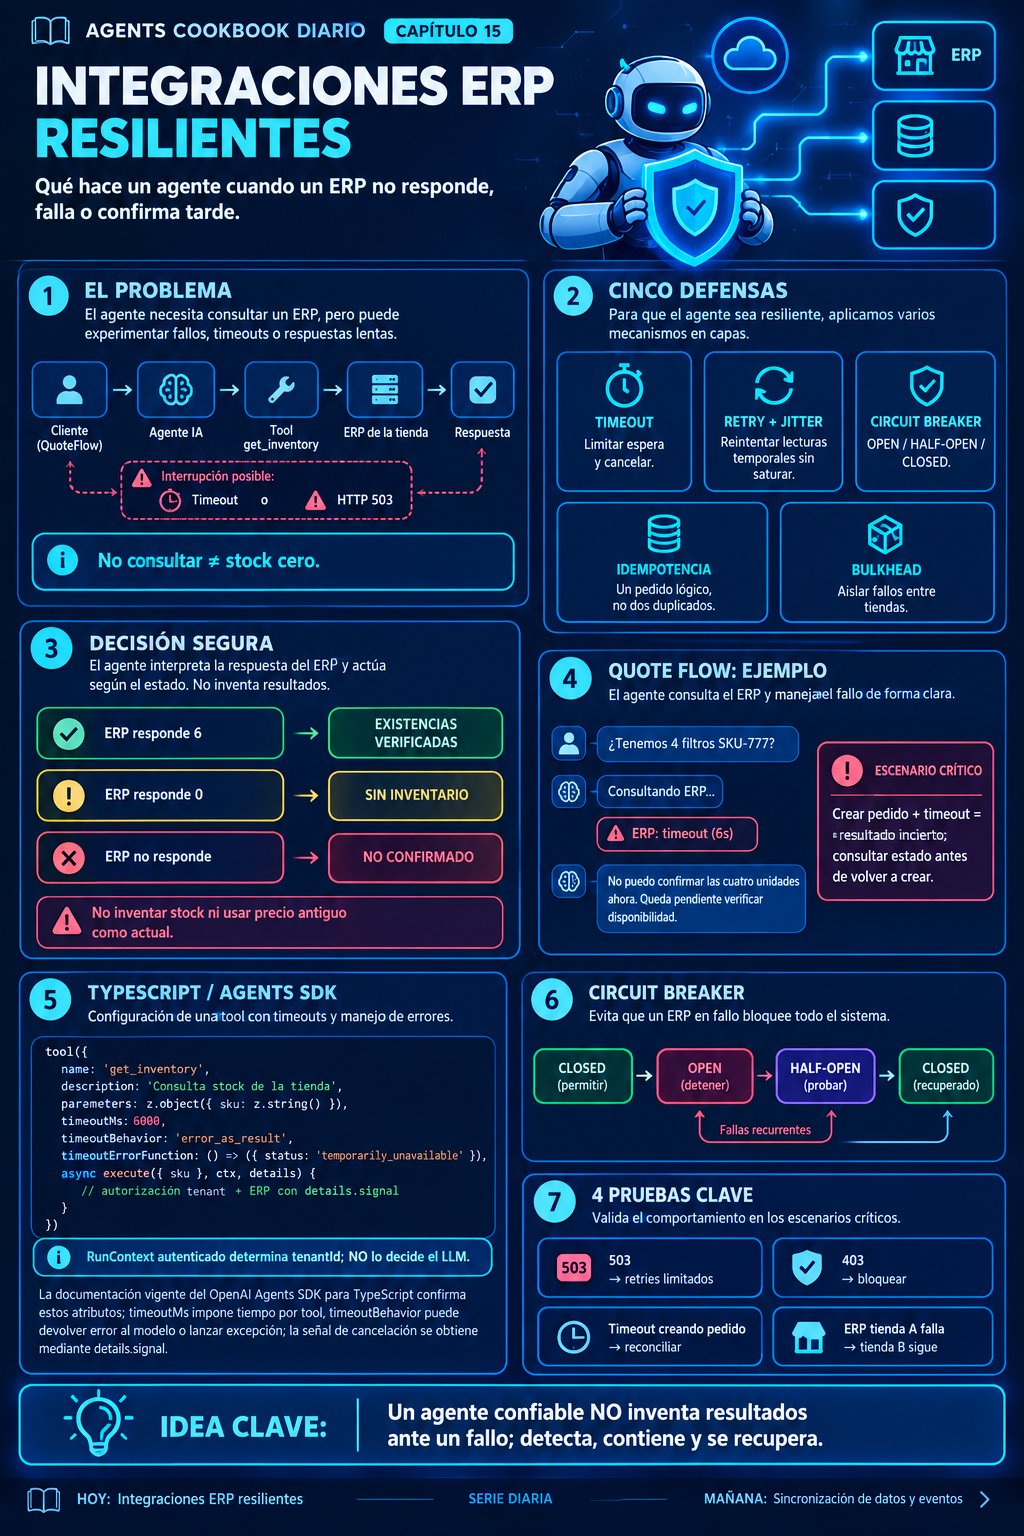 AGENTS COOKBOOK DIARIO
CAPÍTULO 15
INTEGRACIONES ERP
RESILIENTES
Qué hace un agente cuando un ERP no responde,
falla o confirma tarde.
ERP
1
EL PROBLEMA
El agente necesita consultar un ERP, pero puede
experimentar fallos, timeouts o respuestas lentas.
Cliente
(QuoteFlow)
Agente IA
Tool
get_inventory
ERP de la tienda
Respuesta
Interrupción posible:
Timeout o HTTP 503
No consultar ≠ stock cero.
2
CINCO DEFENSAS
Para que el agente sea resiliente, aplicamos varios
mecanismos en capas.
TIMEOUT
Limitar espera
y cancelar.
RETRY + JITTER
Reintentar lecturas
temporales sin
saturar.
CIRCUIT BREAKER
OPEN / HALF-OPEN /
CLOSED.
IDEMPOTENCIA
Un pedido lógico,
no dos duplicados.
BULKHEAD
Aislar fallos entre
tiendas.
3
DECISIÓN SEGURA
El agente interpreta la respuesta del ERP y actúa
según el estado. No inventa resultados.
ERP responde 6
EXISTENCIAS
VERIFICADAS
ERP responde 0
SIN INVENTARIO
ERP no responde
NO CONFIRMADO
No inventar stock ni usar precio antiguo
como actual.
4
QUOTE FLOW: EJEMPLO
El agente consulta el ERP y maneja el fallo de forma clara.
¿Tenemos 4 filtros SKU-777?
Consultando ERP...
ERP: timeout (6s)
No puedo confirmar las cuatro unidades
ahora. Queda pendiente verificar
disponibilidad.
ESCENARIO CRÍTICO
Crear pedido + timeout =
resultado incierto;
consultar estado antes
de volver a crear.
5
TYPESCRIPT / AGENTS SDK
Configuración de una tool con timeouts y manejo de errores.
tool({
name: 'get_inventory',
description: 'Consulta stock de la tienda',
parameters: z.object({ sku: z.string() }),
timeoutMs: 6000,
timeoutBehavior: 'error_as_result',
timeoutErrorFunction: () => ({ status: 'temporarily_unavailable' }),
async execute({ sku }, ctx, details) {
// autorización tenant + ERP con details.signal
}
})
RunContext autenticado determina tenantId; NO lo decide el LLM.
La documentación vigente del OpenAI Agents SDK para TypeScript confirma
estos atributos; timeoutMs impone tiempo por tool, timeoutBehavior puede
devolver error al modelo o lanzar excepción; la señal de cancelación se obtiene
mediante details.signal.
6
CIRCUIT BREAKER
Evita que un ERP en fallo bloquee todo el sistema.
CLOSED
(permitir)
OPEN
(detener)
HALF-OPEN
(probar)
CLOSED
(recuperado)
Fallas recurrentes
7
4 PRUEBAS CLAVE
Valida el comportamiento en los escenarios críticos.
503
503
→ retries limitados
403
→ bloquear
Timeout creando pedido
→ reconciliar
ERP tienda A falla
→ tienda B sigue
IDEA CLAVE:
Un agente confiable NO inventa resultados
ante un fallo; detecta, contiene y se recupera.
HOY: Integraciones ERP resilientes
SERIE DIARIA
MAÑANA: Sincronización de datos y eventos